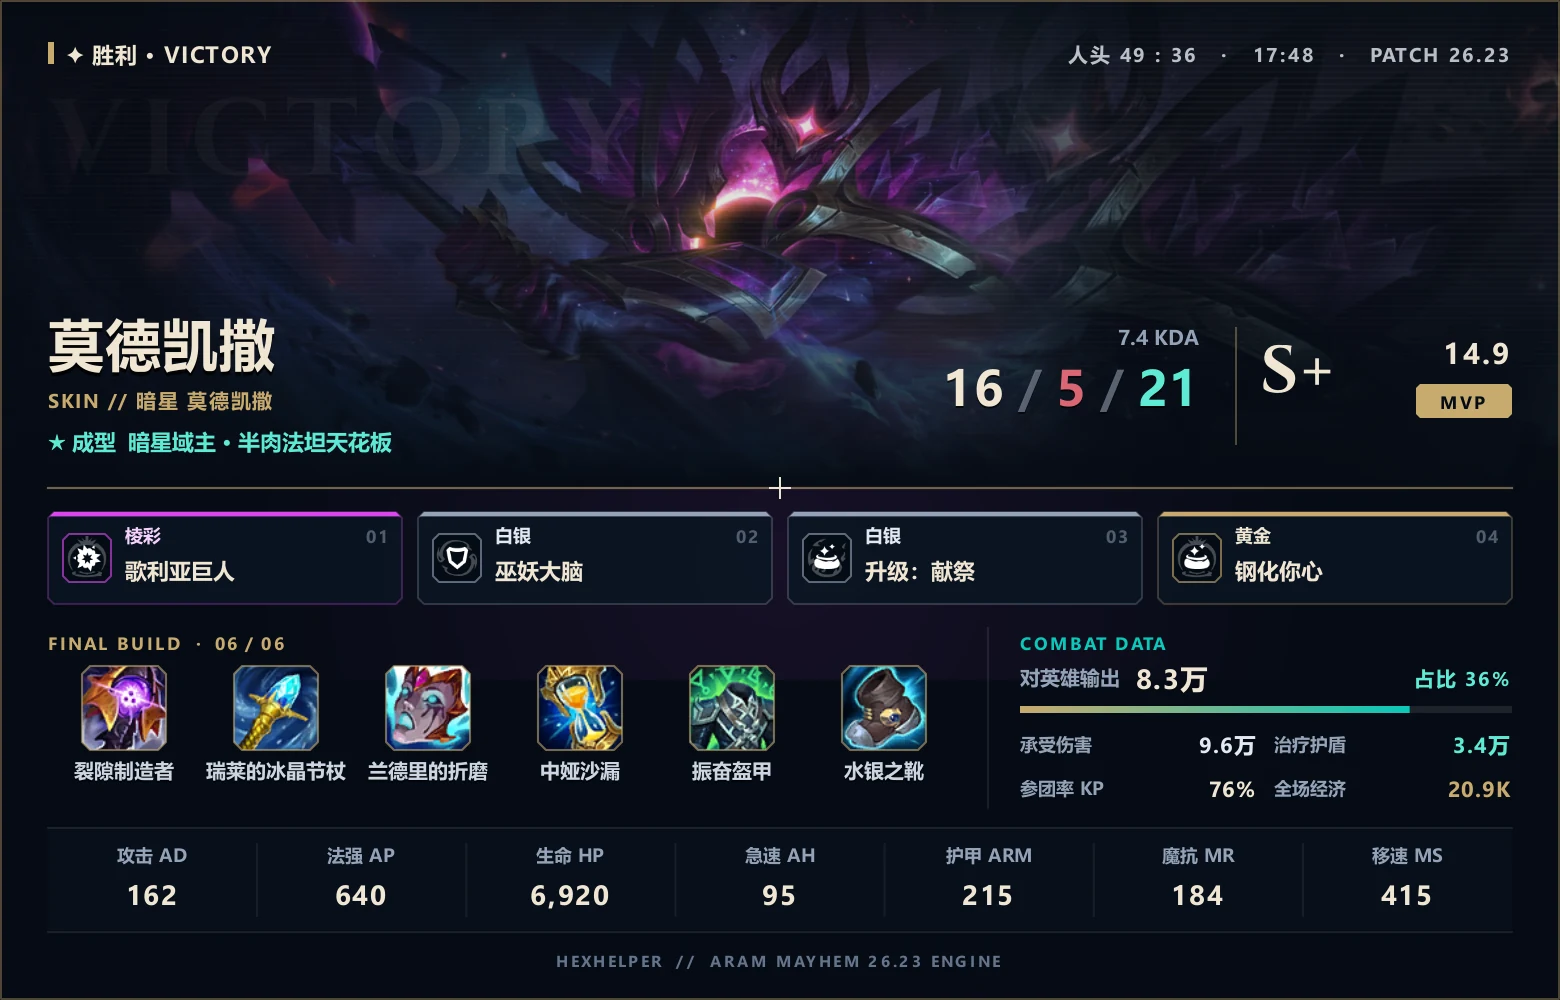 ✦ 胜利 • VICTORY
人头 49 : 36 · 17:48 · PATCH 26.23
VICTORY
莫德凯撒
SKIN // 暗星 莫德凯撒
★ 成型 暗星域主 • 半肉法坦天花板
7.4 KDA
16 / 5 / 21
S+
14.9
MVP
棱彩 01
歌利亚巨人
白银 02
巫妖大脑
白银 03
升级：献祭
黄金 04
钢化你心
FINAL BUILD · 06 / 06
裂隙制造者
瑞莱的冰晶节杖
兰德里的折磨
中娅沙漏
振奋盔甲
水银之靴
COMBAT DATA
对英雄输出 8.3万 占比 36%
承受伤害 9.6万 治疗护盾 3.4万
参团率 KP 76% 全场经济 20.9K
攻击 AD
162
法强 AP
640
生命 HP
6,920
急速 AH
95
护甲 ARM
215
魔抗 MR
184
移速 MS
415
HEXHELPER // ARAM MAYHEM 26.23 ENGINE